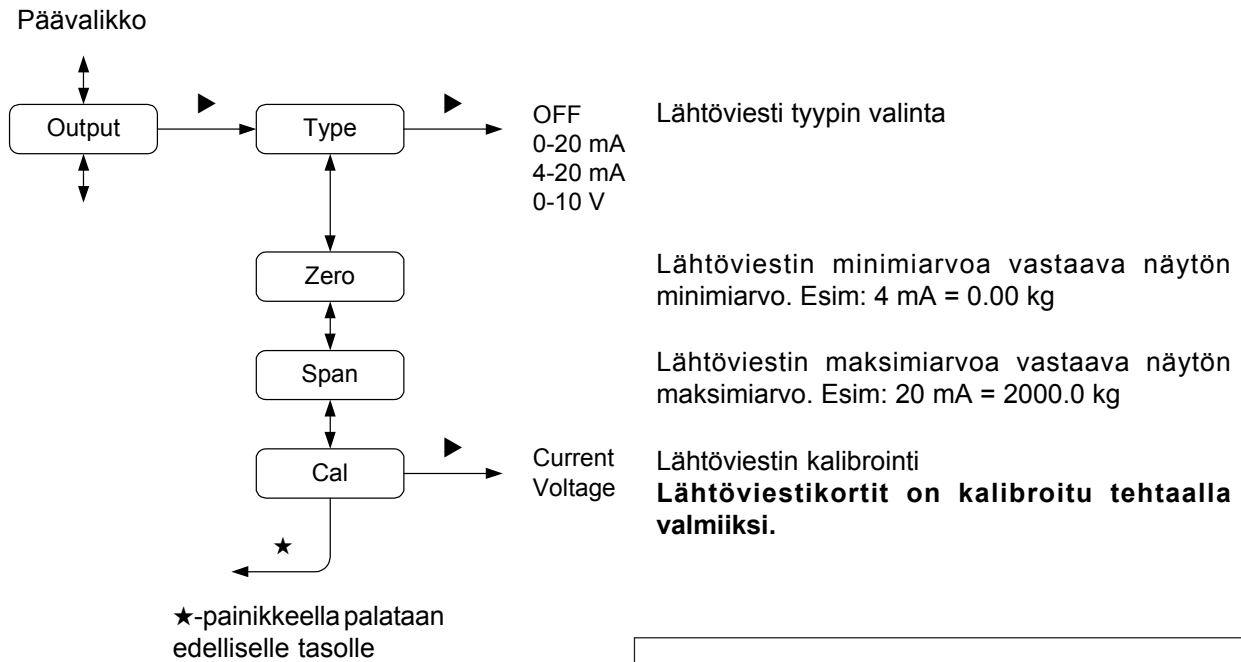 Päävalikko
Output
▶
Type
▶
OFF
0-20 mA
4-20 mA
0-10 V
Lähtöviesti tyypin valinta
Zero
Lähtöviestin minimiarvoa vastaava näytön
minimiarvo. Esim: 4 mA = 0.00 kg
Span
Lähtöviestin maksimiarvoa vastaava näytön
maksimiarvo. Esim: 20 mA = 2000.0 kg
Cal
▶
Current
Voltage
Lähtöviestin kalibrointi
Lähtöviestikortit on kalibroitu tehtaalla
valmiiksi.
★
★-painikkeella palataan
edelliselle tasolle